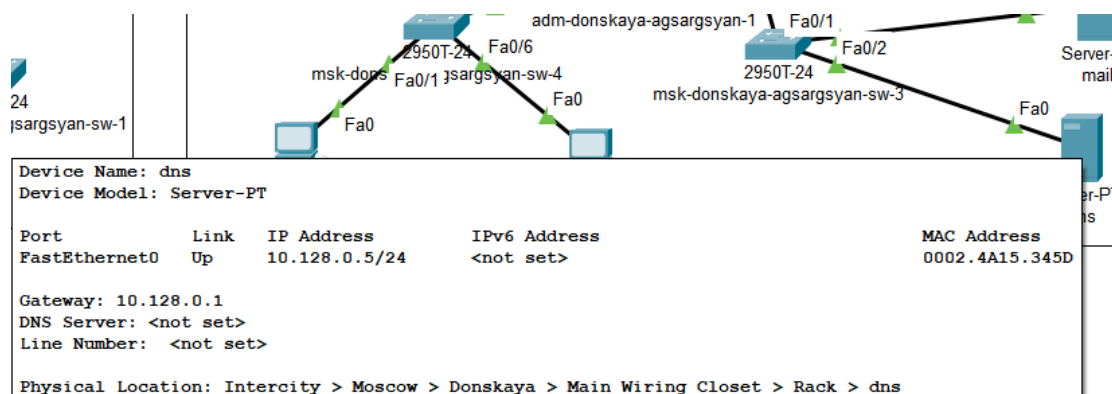 adm-donskaya-agsargsyan-1 Fa0/1
2950T-24 Fa0/6
Fa0/2
Server-
msk-dons Fa0/1 gsargsyan-sw-4
2950T-24
mail
24
Fa0
msk-donskaya-agsargsyan-sw-3
Fa0
gsargsyan-sw-1
Fa0
Device Name: dns
Device Model: Server-PT
er-PT
ns
Port Link IP Address IPv6 Address MAC Address
FastEthernet0 Up 10.128.0.5/24 <not set> 0002.4A15.345D
Gateway: 10.128.0.1
DNS Server: <not set>
Line Number: <not set>
Physical Location: Intercity > Moscow > Donskaya > Main Wiring Closet > Rack > dns